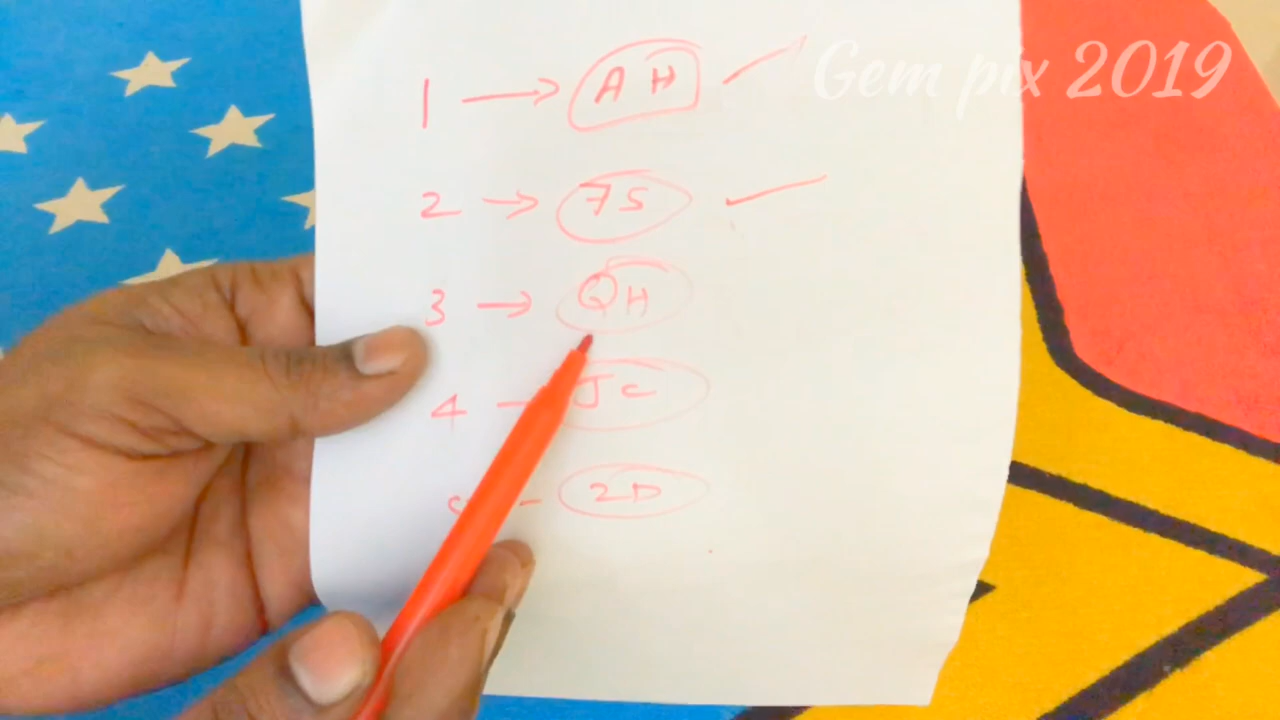 Gem pix 2019
1 → AH ✓
2 → 7S ✓
3 → QH
4 – JC
– 2D